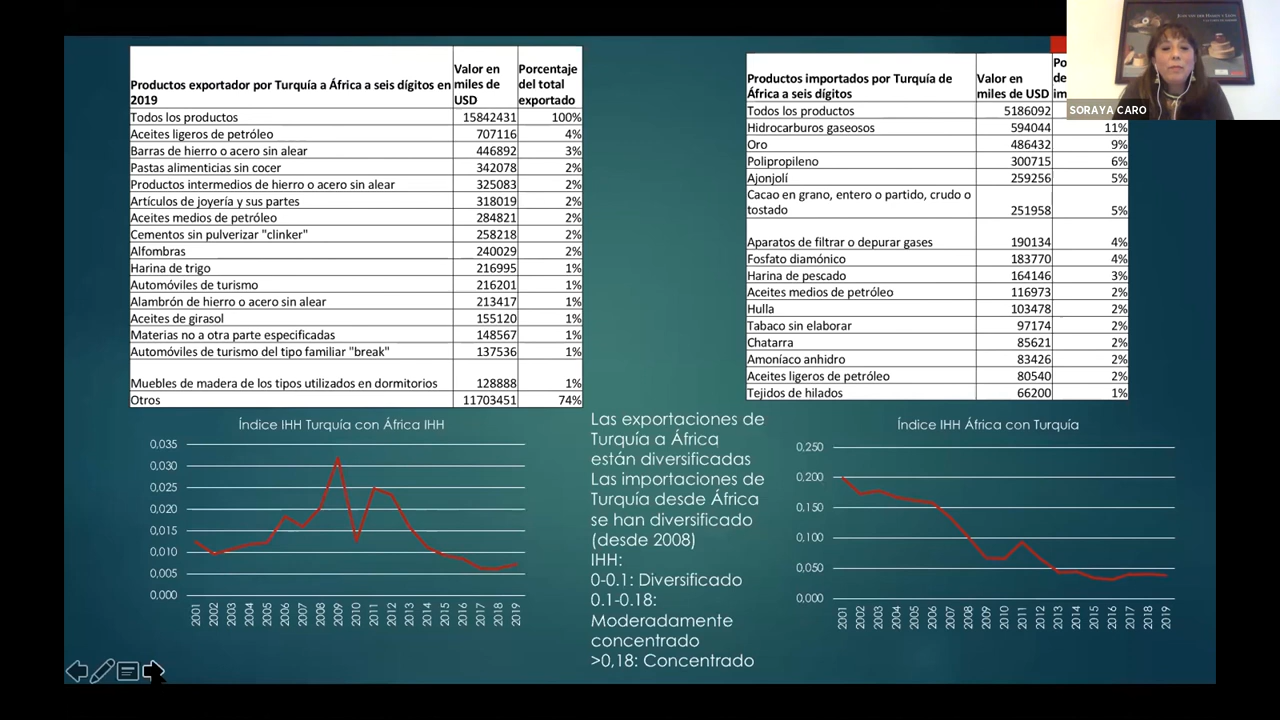 Productos exportador por Turquía a África a seis dígitos en 2019 Valor en miles de USD Porcentaje del total exportado
Todos los productos 15842431 100%
Aceites ligeros de petróleo 707116 4%
Barras de hierro o acero sin alear 446892 3%
Pastas alimenticias sin cocer 342078 2%
Productos intermedios de hierro o acero sin alear 325083 2%
Artículos de joyería y sus partes 318019 2%
Aceites medios de petróleo 284821 2%
Cementos sin pulverizar "clinker" 258218 2%
Alfombras 240029 2%
Harina de trigo 216995 1%
Automóviles de turismo 216201 1%
Alambrón de hierro o acero sin alear 213417 1%
Aceites de girasol 155120 1%
Materias no a otra parte especificadas 148567 1%
Automóviles de turismo del tipo familiar "break" 137536 1%
Muebles de madera de los tipos utilizados en dormitorios 128888 1%
Otros 11703451 74%
Productos importados por Turquía de África a seis dígitos Valor en miles de USD Po de im
Todos los productos 5186092
Hidrocarburos gaseosos 594044 11%
Oro 486432 9%
Polipropileno 300715 6%
Ajonjolí 259256 5%
Cacao en grano, entero o partido, crudo o
tostado 251958 5%
Aparatos de filtrar o depurar gases 190134 4%
Fosfato diamónico 183770 4%
Harina de pescado 164146 3%
Aceites medios de petróleo 116973 2%
Hulla 103478 2%
Tabaco sin elaborar 97174 2%
Chatarra 85621 2%
Amoníaco anhidro 83426 2%
Aceites ligeros de petróleo 80540 2%
Tejidos de hilados 66200 1%
SORAYA CARO
Índice IHH Turquía con África IHH
0,035
0,030
0,025
0,020
0,015
0,010
0,005
0,000
2001 2002 2003 2004 2005 2006 2007 2008 2009 2010 2011 2012 2013 2014 2015 2016 2017 2018 2019
Las exportaciones de
Turquía a África
están diversificadas
Las importaciones de
Turquía desde África
se han diversificado
(desde 2008)
IHH:
0-0.1: Diversificado
0.1-0.18:
Moderadamente
concentrado
>0,18: Concentrado
Índice IHH África con Turquía
0,250
0,200
0,150
0,100
0,050
0,000
2001 2002 2003 2004 2005 2006 2007 2008 2009 2010 2011 2012 2013 2014 2015 2016 2017 2018 2019